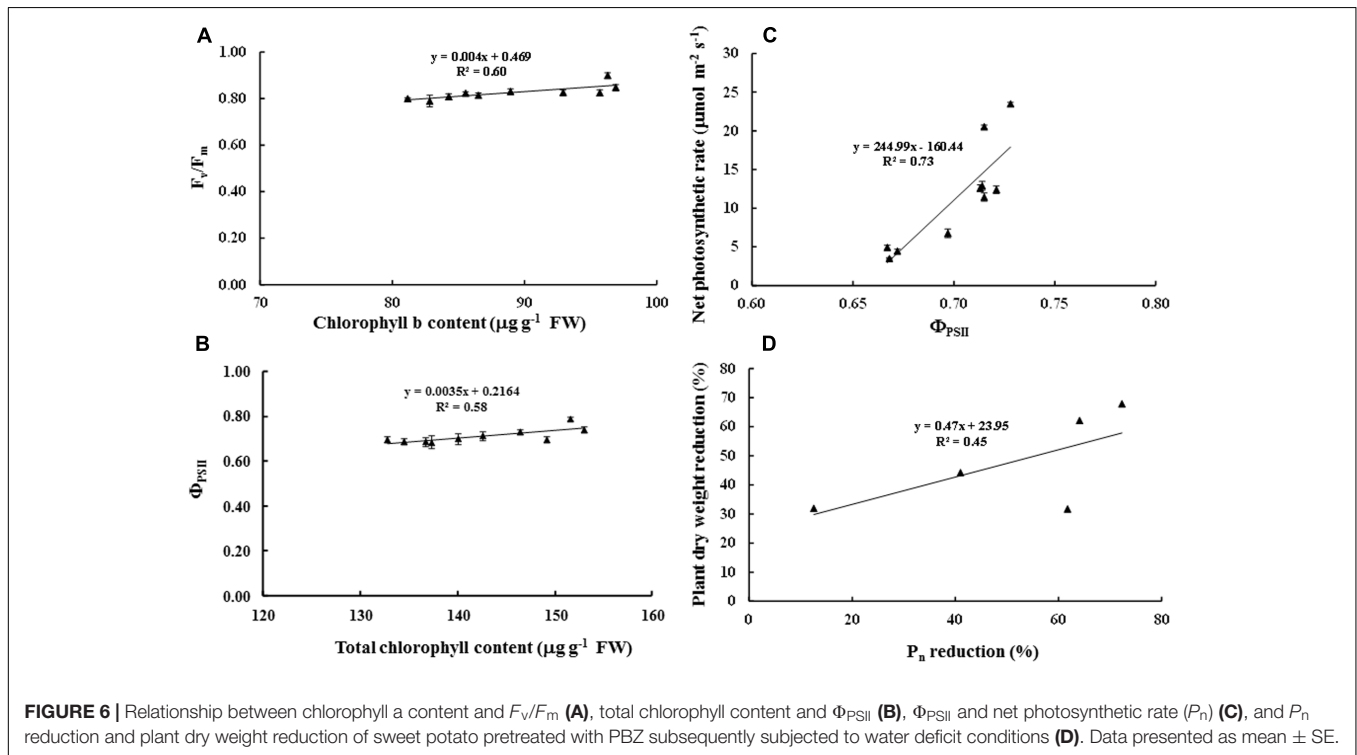 A
1.00
0.80
0.60
0.40
0.20
0.00
Fv/Fm
y = 0.004x + 0.469
R² = 0.60
70
80
90
100
Chlorophyll b content (µg g⁻¹ FW)
C
30
25
20
15
10
5
0
Net photosynthetic rate (µmol m⁻² s⁻¹)
y = 244.99x - 160.44
R² = 0.73
0.60
0.65
0.70
0.75
0.80
ΦPSII
B
1.00
0.80
0.60
0.40
0.20
0.00
ΦPSII
y = 0.0035x + 0.2164
R² = 0.58
120
130
140
150
160
Total chlorophyll content (µg g⁻¹ FW)
D
80
70
60
50
40
30
20
10
0
Plant dry weight reduction (%)
y = 0.47x + 23.95
R² = 0.45
0
20
40
60
80
Pn reduction (%)
FIGURE 6 | Relationship between chlorophyll a content and Fv/Fm (A), total chlorophyll content and ΦPSII (B), ΦPSII and net photosynthetic rate (Pn) (C), and Pn
reduction and plant dry weight reduction of sweet potato pretreated with PBZ subsequently subjected to water deficit conditions (D). Data presented as mean ± SE.